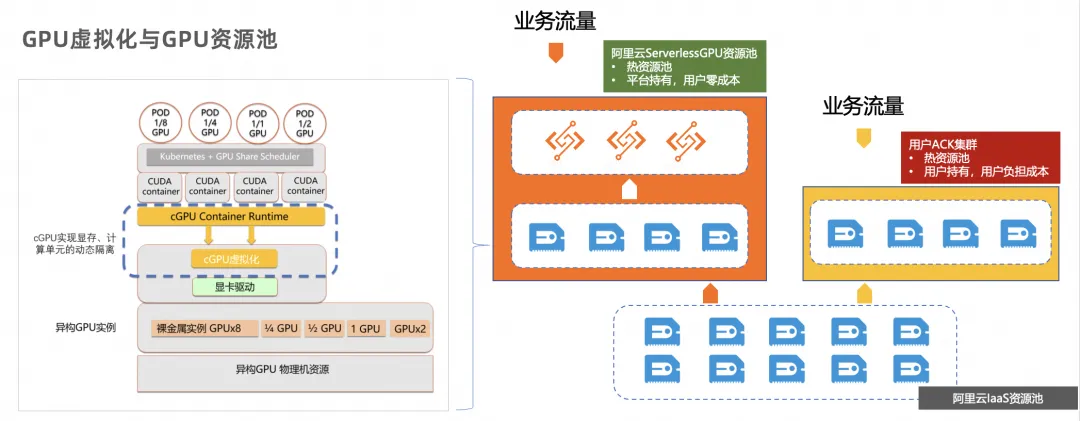 GPU虚拟化与GPU资源池
POD
1/8
GPU
POD
1/4
GPU
POD
1/1
GPU
POD
1/2
GPU
Kubernetes + GPU Share Scheduler
CUDA
container
CUDA
container
CUDA
container
CUDA
container
cGPU Container Runtime
cGPU实现显存、计
算单元的动态隔离
cGPU虚拟化
显卡驱动
异构GPU实例
裸金属实例 GPUx8
¼ GPU
½ GPU
1 GPU
GPUx2
异构GPU 物理机资源
业务流量
阿里云ServerlessGPU资源池
• 热资源池
• 平台持有，用户零成本
业务流量
用户ACK集群
• 热资源池
• 用户持有，用户负担成本
阿里云IaaS资源池